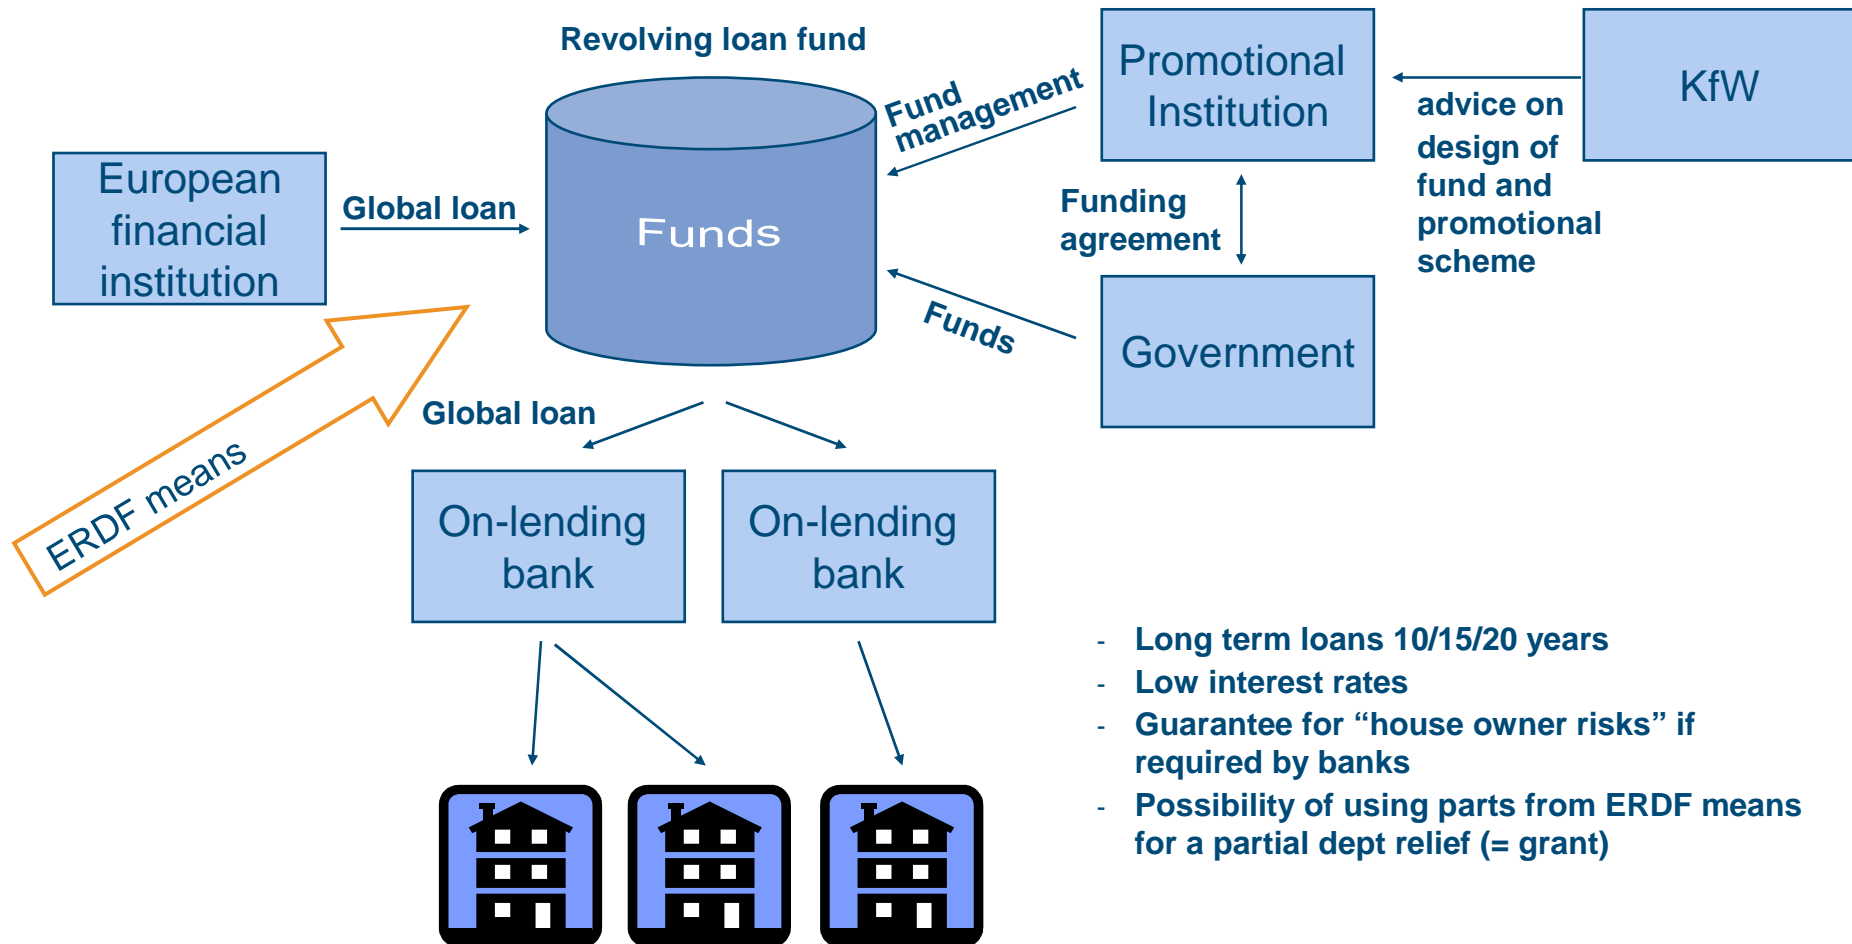 Revolving loan fund
Promotional
Institution
KfW
Fund
management
advice on
design of
fund and
promotional
scheme
European
financial
institution
Global loan
Funds
Funding
agreement
Funds
Government
ERDF means
Global loan
On-lending
bank
On-lending
bank
- Long term loans 10/15/20 years
- Low interest rates
- Guarantee for “house owner risks” if
required by banks
- Possibility of using parts from ERDF means
for a partial dept relief (= grant)